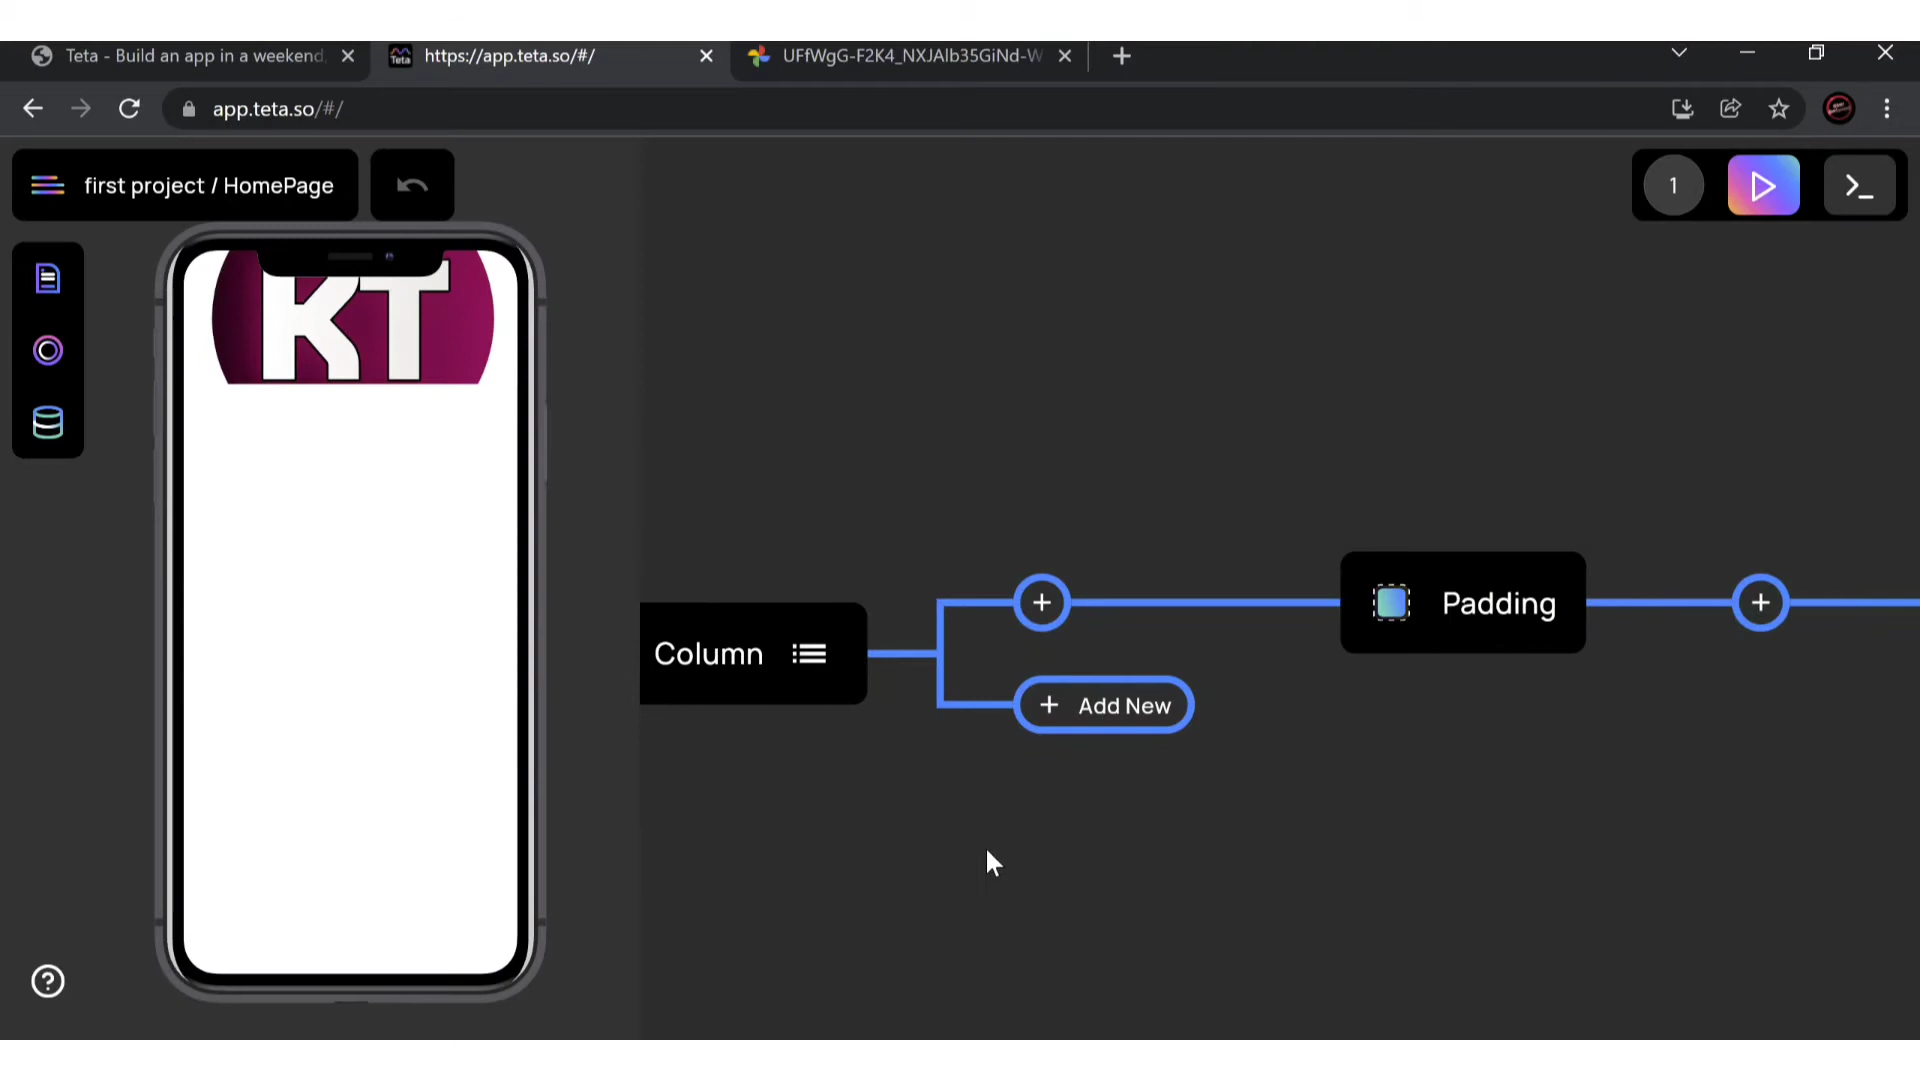 Teta - Build an app in a weekend.
Teta
https://app.teta.so/#/
UFfWgG-F2K4_NXJAlb35GiNd-W
app.teta.so/#/
first project / HomePage
1
KT
Column
Padding
Add New